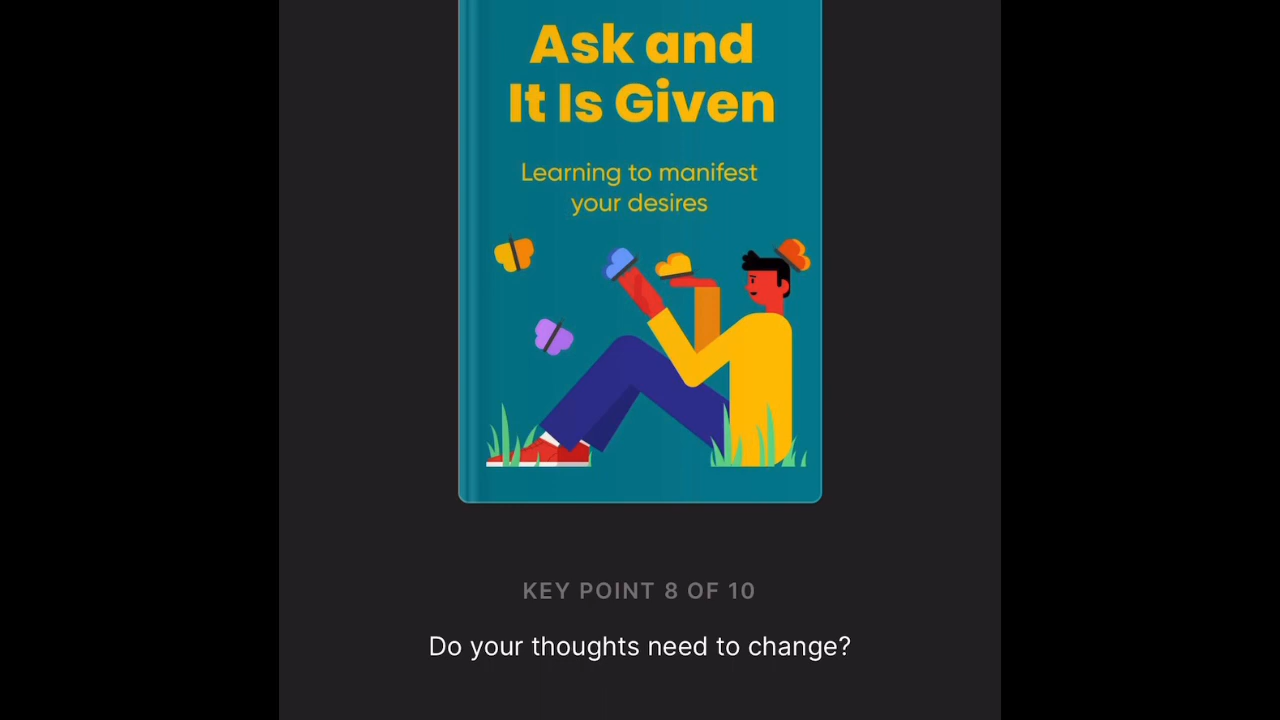 Ask and
It Is Given
Learning to manifest
your desires
KEY POINT 8 OF 10
Do your thoughts need to change?